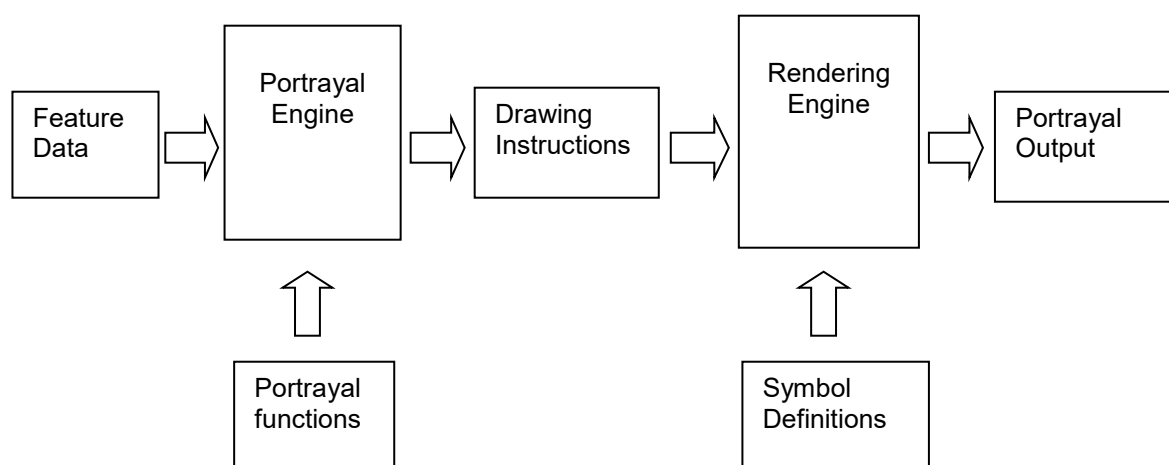 Feature
Data
Portrayal
Engine
Drawing
Instructions
Rendering
Engine
Portrayal
Output
Portrayal
functions
Symbol
Definitions